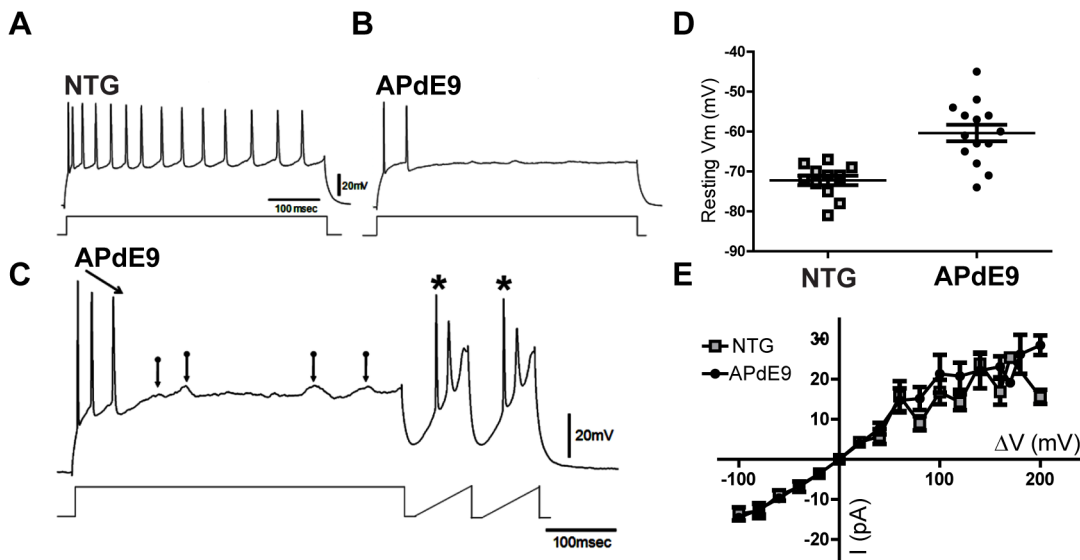 A
NTG
20mV
100 msec
B
APdE9
C
APdE9
*
*
20mV
100msec
D
Resting Vm (mV)
-40
-50
-60
-70
-80
-90
NTG
APdE9
E
NTG
APdE9
30
20
10
-10
-20
-100
100
200
ΔV (mV)
I (pA)